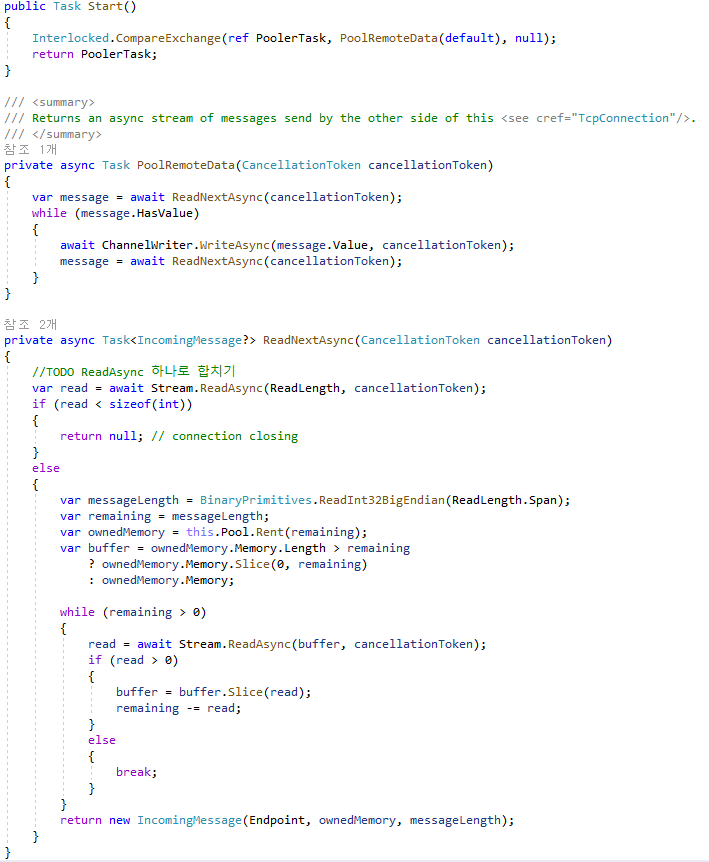 public Task Start()
{
    Interlocked.CompareExchange(ref PoolerTask, PoolRemoteData(default), null);
    return PoolerTask;
}

/// <summary>
/// Returns an async stream of messages send by the other side of this <see cref="TcpConnection"/>.
/// </summary>
참조 1개
private async Task PoolRemoteData(CancellationToken cancellationToken)
{
    var message = await ReadNextAsync(cancellationToken);
    while (message.HasValue)
    {
        await ChannelWriter.WriteAsync(message.Value, cancellationToken);
        message = await ReadNextAsync(cancellationToken);
    }
}

참조 2개
private async Task<IncomingMessage?> ReadNextAsync(CancellationToken cancellationToken)
{
    //TODO ReadAsync 하나로 합치기
    var read = await Stream.ReadAsync(ReadLength, cancellationToken);
    if (read < sizeof(int))
    {
        return null; // connection closing
    }
    else
    {
        var messageLength = BinaryPrimitives.ReadInt32BigEndian(ReadLength.Span);
        var remaining = messageLength;
        var ownedMemory = this.Pool.Rent(remaining);
        var buffer = ownedMemory.Memory.Length > remaining
            ? ownedMemory.Memory.Slice(0, remaining)
            : ownedMemory.Memory;

        while (remaining > 0)
        {
            read = await Stream.ReadAsync(buffer, cancellationToken);
            if (read > 0)
            {
                buffer = buffer.Slice(read);
                remaining -= read;
            }
            else
            {
                break;
            }
        }
        return new IncomingMessage(Endpoint, ownedMemory, messageLength);
    }
}